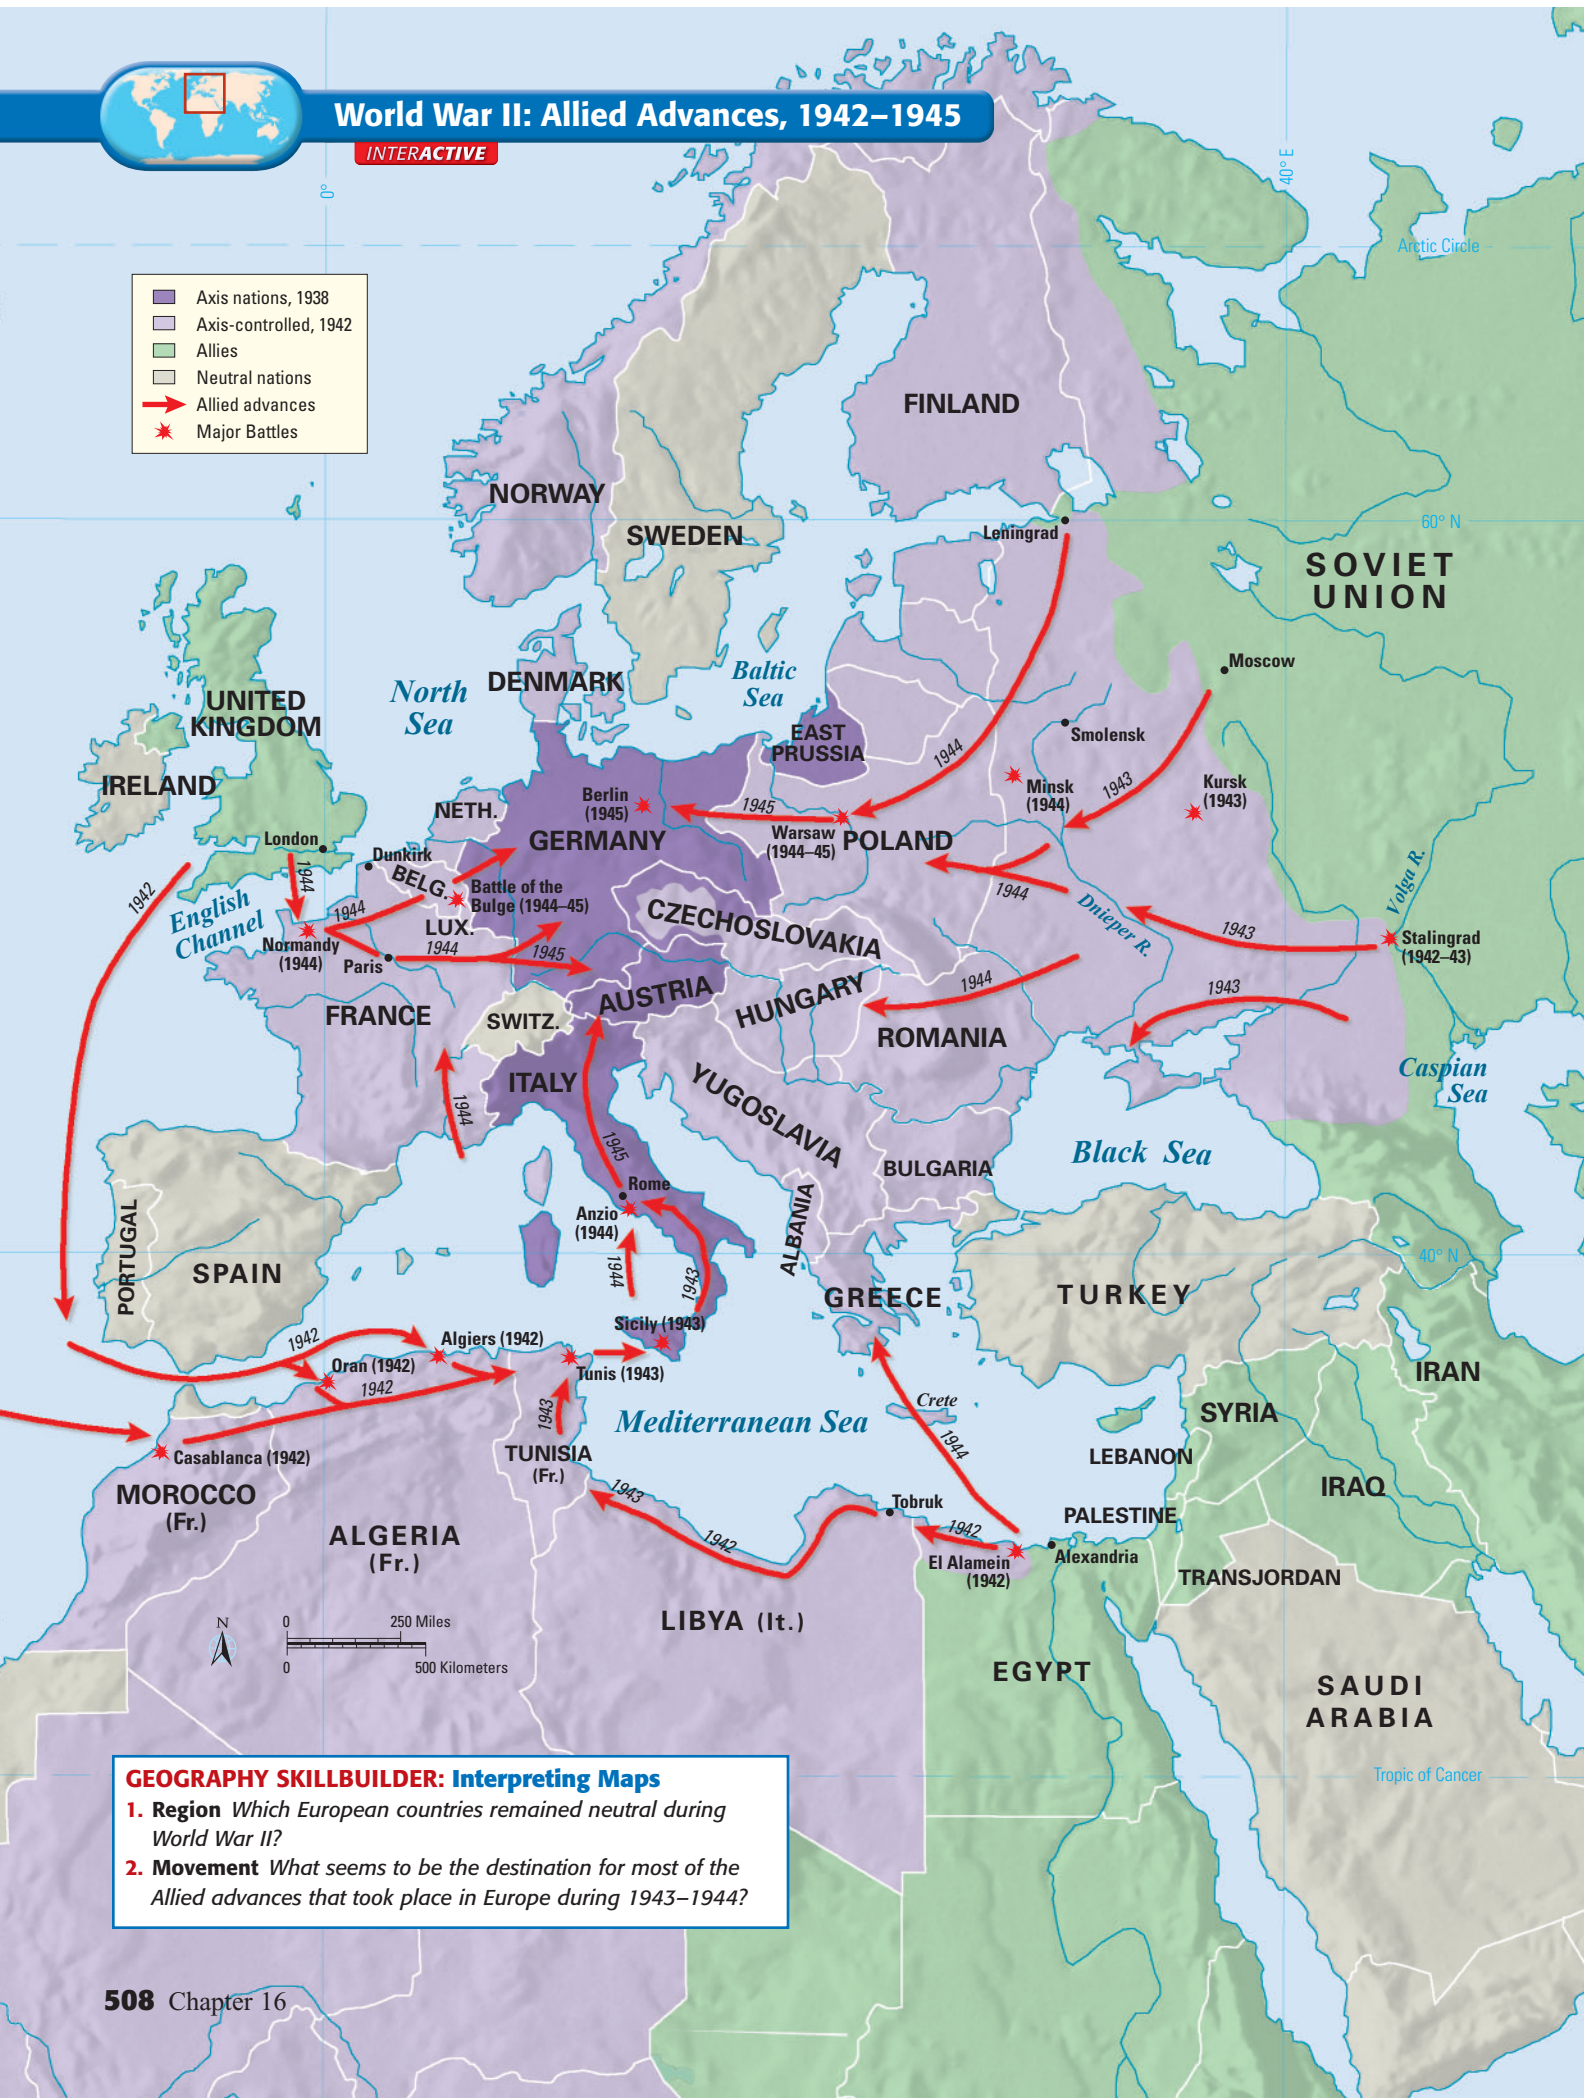 World War II: Allied Advances, 1942–1945
INTERACTIVE
0°
40° E
Arctic Circle
Axis nations, 1938
Axis-controlled, 1942
Allies
Neutral nations
Allied advances
Major Battles
FINLAND
NORWAY
SWEDEN
Leningrad
60° N
SOVIET
UNION
Moscow
North
Sea
DENMARK
Baltic
Sea
UNITED
KINGDOM
EAST
PRUSSIA
Smolensk
1944
IRELAND
NETH.
Berlin
(1945)
1945
Minsk
(1944)
1943
Kursk
(1943)
GERMANY
Warsaw
(1944–45)
POLAND
London
Dunkirk
1944
BELG.
Battle of the
Bulge (1944–45)
1942
English
Channel
1944
LUX.
CZECHOSLOVAKIA
1944
Dnieper R.
Volga R.
Normandy
(1944)
Paris
1944
1945
1943
Stalingrad
(1942–43)
FRANCE
SWITZ.
AUSTRIA
HUNGARY
1944
1943
ROMANIA
ITALY
Caspian
Sea
1944
YUGOSLAVIA
1945
Black Sea
BULGARIA
Rome
PORTUGAL
SPAIN
Anzio
(1944)
ALBANIA
1944
1943
GREECE
TURKEY
40° N
Sicily (1943)
1942
Algiers (1942)
Oran (1942)
1942
Tunis (1943)
1943
IRAN
Crete
SYRIA
Mediterranean Sea
1944
Casablanca (1942)
TUNISIA
(Fr.)
LEBANON
MOROCCO
(Fr.)
1943
IRAQ
Tobruk
PALESTINE
ALGERIA
(Fr.)
1942
1942
El Alamein
(1942)
Alexandria
TRANSJORDAN
N
0 250 Miles
0 500 Kilometers
LIBYA (It.)
EGYPT
SAUDI
ARABIA
Tropic of Cancer
GEOGRAPHY SKILLBUILDER: Interpreting Maps
1. Region Which European countries remained neutral during
World War II?
2. Movement What seems to be the destination for most of the
Allied advances that took place in Europe during 1943–1944?
508 Chapter 16